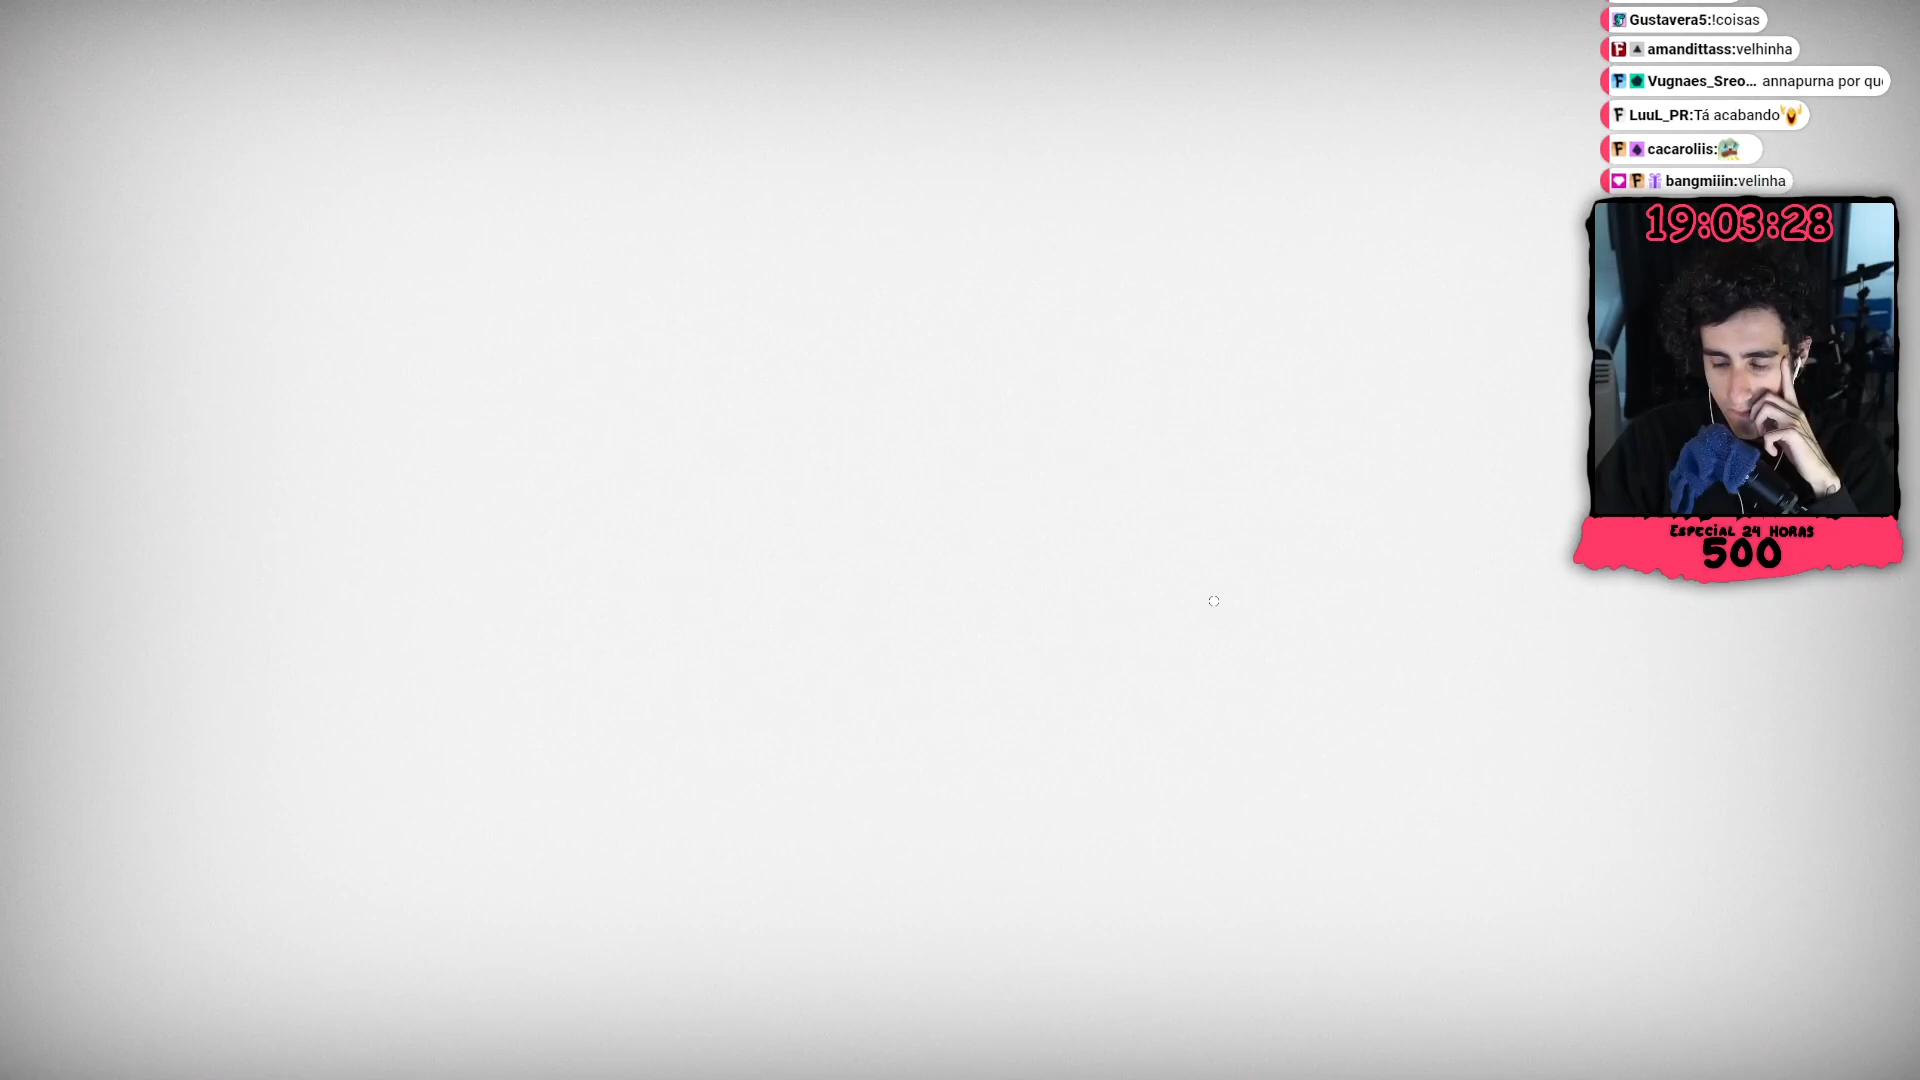 Gustavera5:!coisas
amandittass:velhinha
Vugnaes_Sreo... annapurna por qu
LuuL_PR:Tá acabando
cacaroliis:
bangmiiin:velinha
19:03:28
ESPECIAL 24 HORAS
500